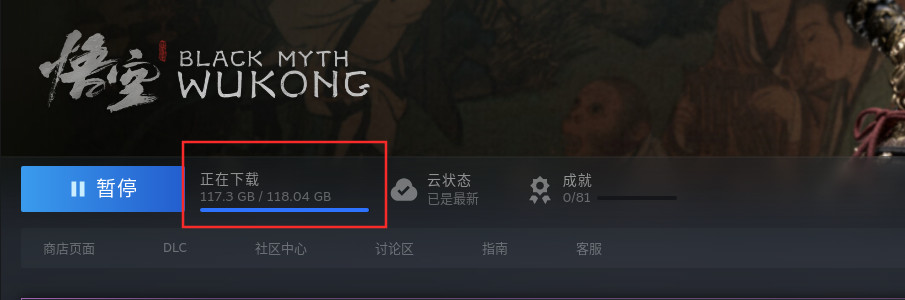 悟空
BLACK MYTH
WUKONG
暂停
正在下载
117.3 GB / 118.04 GB
云状态
已是最新
成就
0/81
商店页面 DLC 社区中心 讨论区 指南 客服